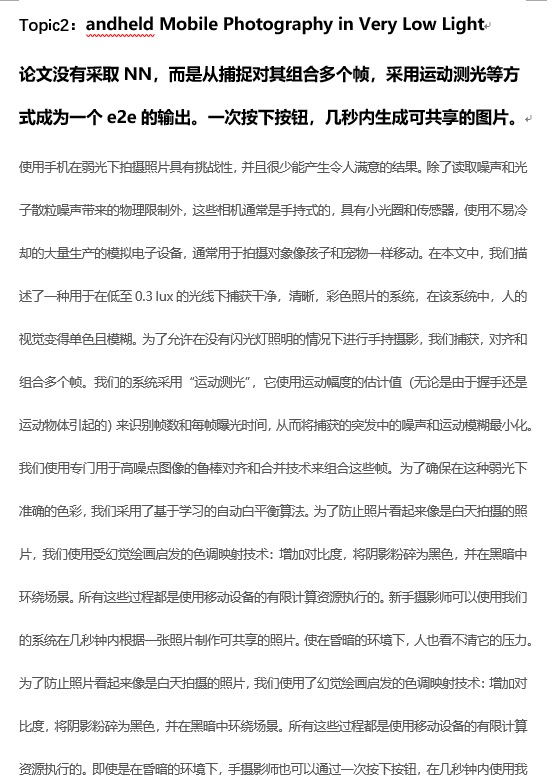 Topic2：andheld Mobile Photography in Very Low Light
论文没有采取 NN，而是从捕捉对其组合多个帧，采用运动测光等方
式成为一个 e2e 的输出。一次按下按钮，几秒内生成可共享的图片。
使用手机在弱光下拍摄照片具有挑战性，并且很少能产生令人满意的结果。除了读取噪声和光
子散粒噪声带来的物理限制外，这些相机通常是手持式的，具有小光圈和传感器，使用不易冷
却的大量生产的模拟电子设备，通常用于拍摄对象像孩子和宠物一样移动。在本文中，我们描
述了一种用于在低至 0.3 lux 的光线下捕获干净，清晰，彩色照片的系统，在该系统中，人的
视觉变得单色且模糊。为了允许在没有闪光灯照明的情况下进行手持摄影，我们捕获，对齐和
组合多个帧。我们的系统采用“运动测光”，它使用运动幅度的估计值（无论是由于握手还是
运动物体引起的）来识别帧数和每帧曝光时间，从而将捕获的突发中的噪声和运动模糊最小化。
我们使用专门用于高噪点图像的鲁棒对齐和合并技术来组合这些帧。为了确保在这种弱光下
准确的色彩，我们采用了基于学习的自动白平衡算法。为了防止照片看起来像是白天拍摄的照
片，我们使用受幻觉绘画启发的色调映射技术：增加对比度，将阴影粉碎为黑色，并在黑暗中
环绕场景。所有这些过程都是使用移动设备的有限计算资源执行的。新手摄影师可以使用我们
的系统在几秒钟内根据一张照片制作可共享的照片。使在昏暗的环境下，人也看不清它的压力。
为了防止照片看起来像是白天拍摄的照片，我们使用了幻觉绘画启发的色调映射技术：增加对
比度，将阴影粉碎为黑色，并在黑暗中环绕场景。所有这些过程都是使用移动设备的有限计算
资源执行的。即使是在昏暗的环境下，手摄影师也可以通过一次按下按钮，在几秒钟内使用我